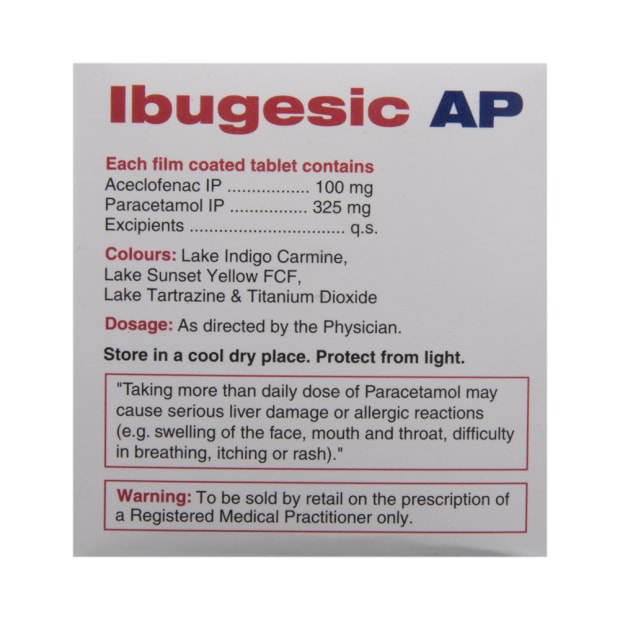 Ibugesic AP
Each film coated tablet contains
Aceclofenac IP ................. 100 mg
Paracetamol IP ............... 325 mg
Excipients ............................... q.s.
Colours: Lake Indigo Carmine,
Lake Sunset Yellow FCF,
Lake Tartrazine & Titanium Dioxide
Dosage: As directed by the Physician.
Store in a cool dry place. Protect from light.
"Taking more than daily dose of Paracetamol may
cause serious liver damage or allergic reactions
(e.g. swelling of the face, mouth and throat, difficulty
in breathing, itching or rash)."
Warning: To be sold by retail on the prescription of
a Registered Medical Practitioner only.